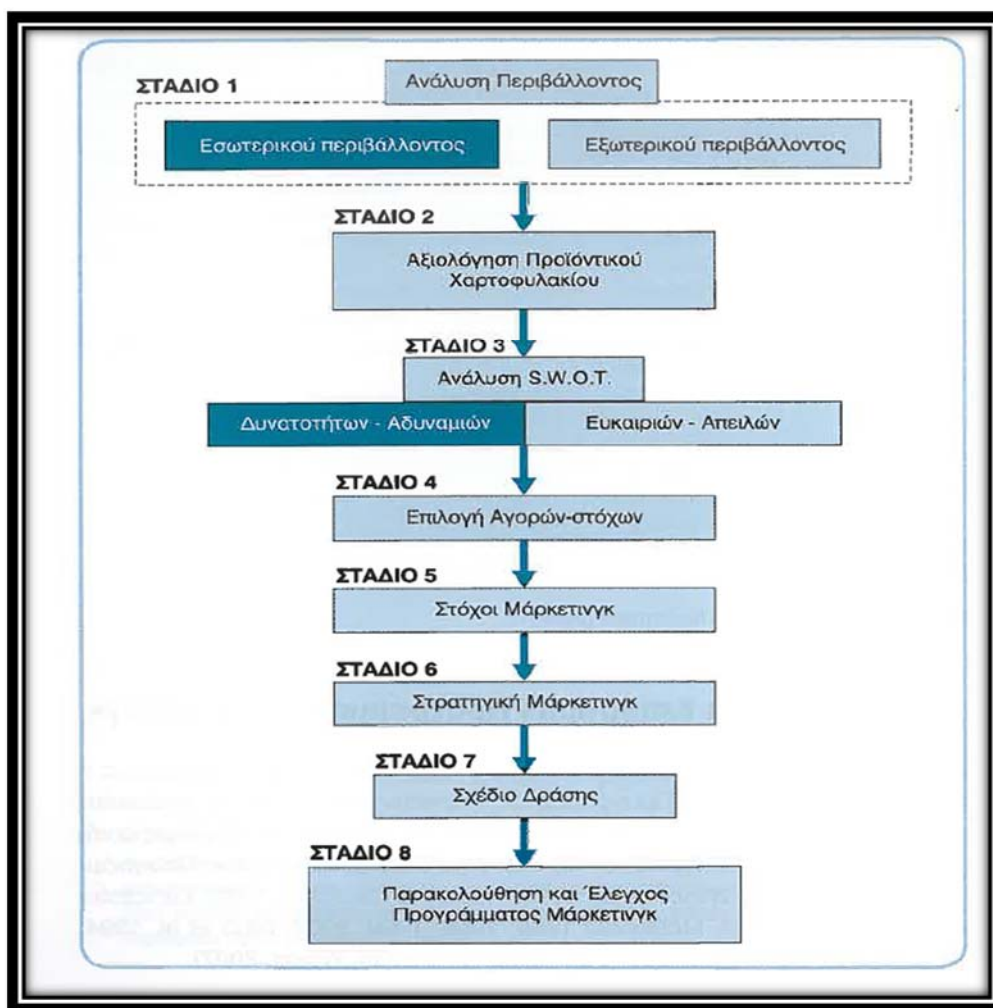 ΣΤΑΔΙΟ 1
Ανάλυση Περιβάλλοντος
Εσωτερικού περιβάλλοντος
Εξωτερικού περιβάλλοντος
ΣΤΑΔΙΟ 2
Αξιολόγηση Προϊόντικού
Χαρτοφυλακίου
ΣΤΑΔΙΟ 3
Ανάλυση S.W.O.T.
Δυνατοτήτων - Αδυναμιών
Ευκαιριών - Απειλών
ΣΤΑΔΙΟ 4
Επιλογή Αγορών-στόχων
ΣΤΑΔΙΟ 5
Στόχοι Μάρκετινγκ
ΣΤΑΔΙΟ 6
Στρατηγική Μάρκετινγκ
ΣΤΑΔΙΟ 7
Σχέδιο Δράσης
ΣΤΑΔΙΟ 8
Παρακολούθηση και Έλεγχος
Προγράμματος Μάρκετινγκ